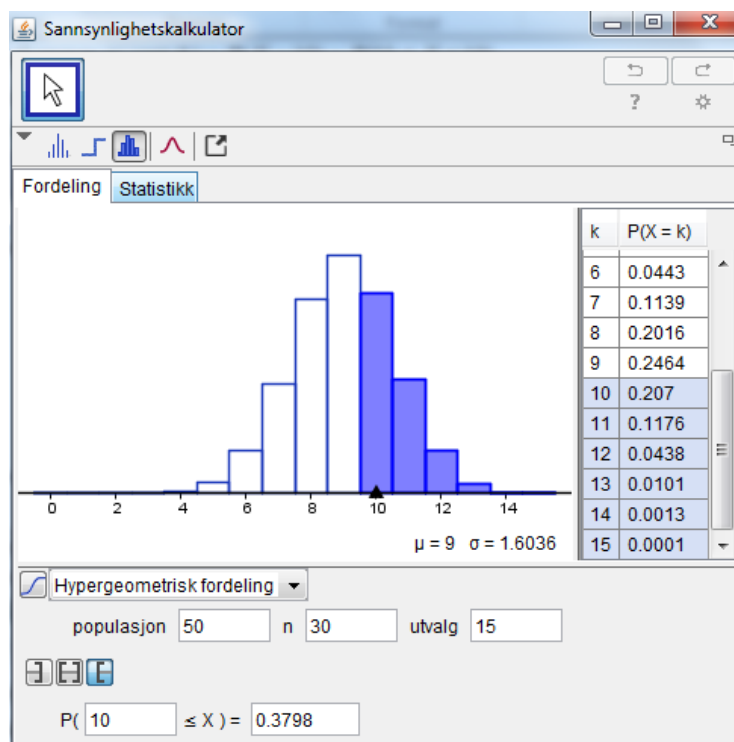 Sannsynlighetskalkulator
?
Fordeling
Statistikk
k P(X = k)
6 0.0443
7 0.1139
8 0.2016
9 0.2464
10 0.207
11 0.1176
12 0.0438
13 0.0101
14 0.0013
15 0.0001
0 2 4 6 8 10 12 14
μ = 9 σ = 1.6036
Hypergeometrisk fordeling
populasjon 50 n 30 utvalg 15
P( 10 ≤ X ) = 0.3798